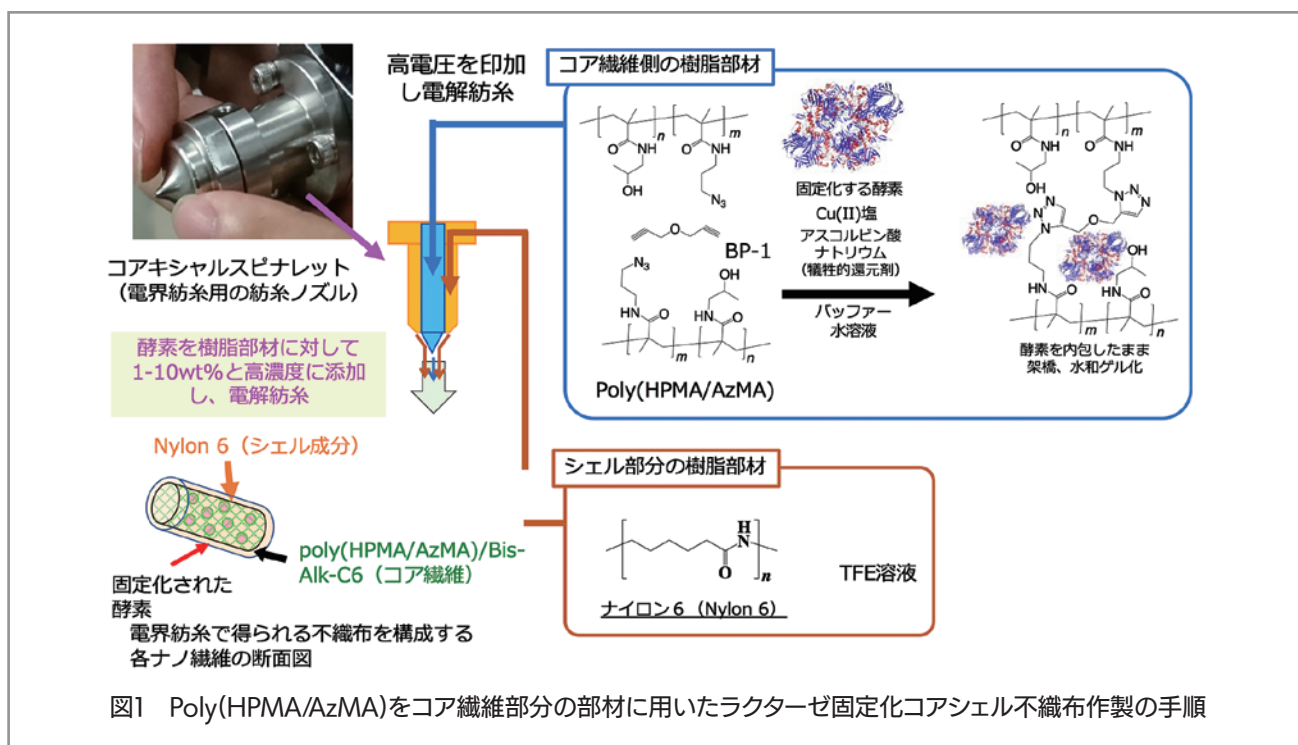 高電圧を印加
し電解紡糸
コアキシャルスピナレット
（電界紡糸用の紡糸ノズル）
酵素を樹脂部材に対して
1-10wt%と高濃度に添加
し、電解紡糸
Nylon 6（シェル成分）
poly(HPMA/AzMA)/Bis-
Alk-C6（コア繊維）
固定化された
酵素
電界紡糸で得られる不織布を構成する
各ナノ繊維の断面図
コア繊維側の樹脂部材
n
m
O
NH
O
NH
OH
N₃
O
BP-1
N₃
OH
HN
O
HN
O
m
n
Poly(HPMA/AzMA)
固定化する酵素
Cu(II)塩
アスコルビン酸
ナトリウム
（犠牲的還元剤）
バッファー
水溶液
n
m
O
NH
O
NH
OH
N
N
N
N
N
N
O
OH
HN
O
HN
O
m
n
酵素を内包したまま
架橋、水和ゲル化
シェル部分の樹脂部材
H
N
O
n
TFE溶液
ナイロン6（Nylon 6）
図1 Poly(HPMA/AzMA)をコア繊維部分の部材に用いたラクターゼ固定化コアシェル不織布作製の手順